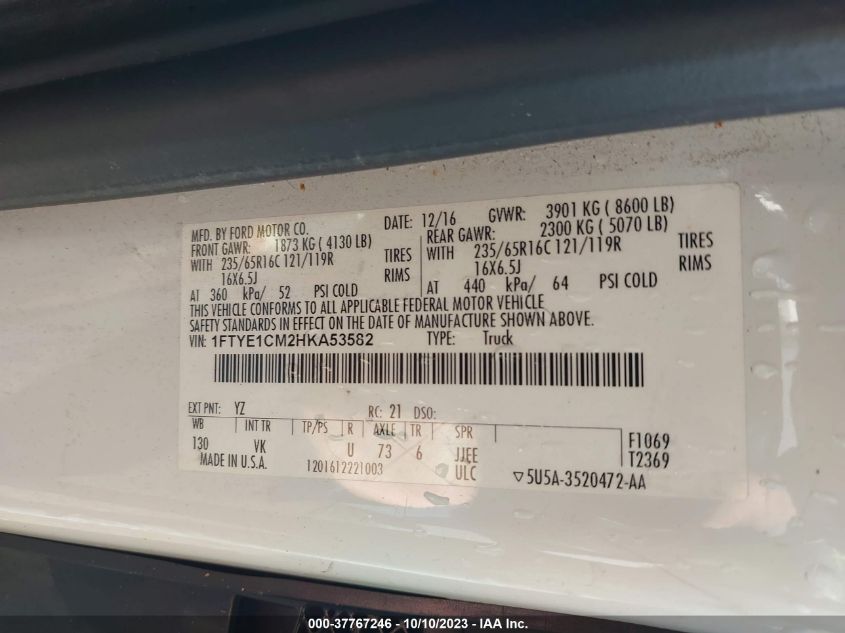 MFD. BY FORD MOTOR CO. DATE: 12/16 GVWR: 3901 KG ( 8600 LB)
FRONT GAWR: 1873 KG ( 4130 LB) REAR GAWR: 2300 KG ( 5070 LB)
WITH 235/65R16C 121/119R TIRES WITH 235/65R16C 121/119R TIRES
16X6.5J RIMS 16X6.5J RIMS
AT 360 kPa/ 52 PSI COLD AT 440 kPa/ 64 PSI COLD
THIS VEHICLE CONFORMS TO ALL APPLICABLE FEDERAL MOTOR VEHICLE
SAFETY STANDARDS IN EFFECT ON THE DATE OF MANUFACTURE SHOWN ABOVE.
VIN: 1FTYE1CM2HKA53582 TYPE: Truck
EXT PNT: YZ RC: 21 DSO:
WB INT TR TP/PS R AXLE TR SPR F1069
130 VK U 73 6 JJEE T2369
MADE IN U.S.A. 1201612221003 ULC ▽5U5A-3520472-AA
000-37767246 - 10/10/2023 - IAA Inc.